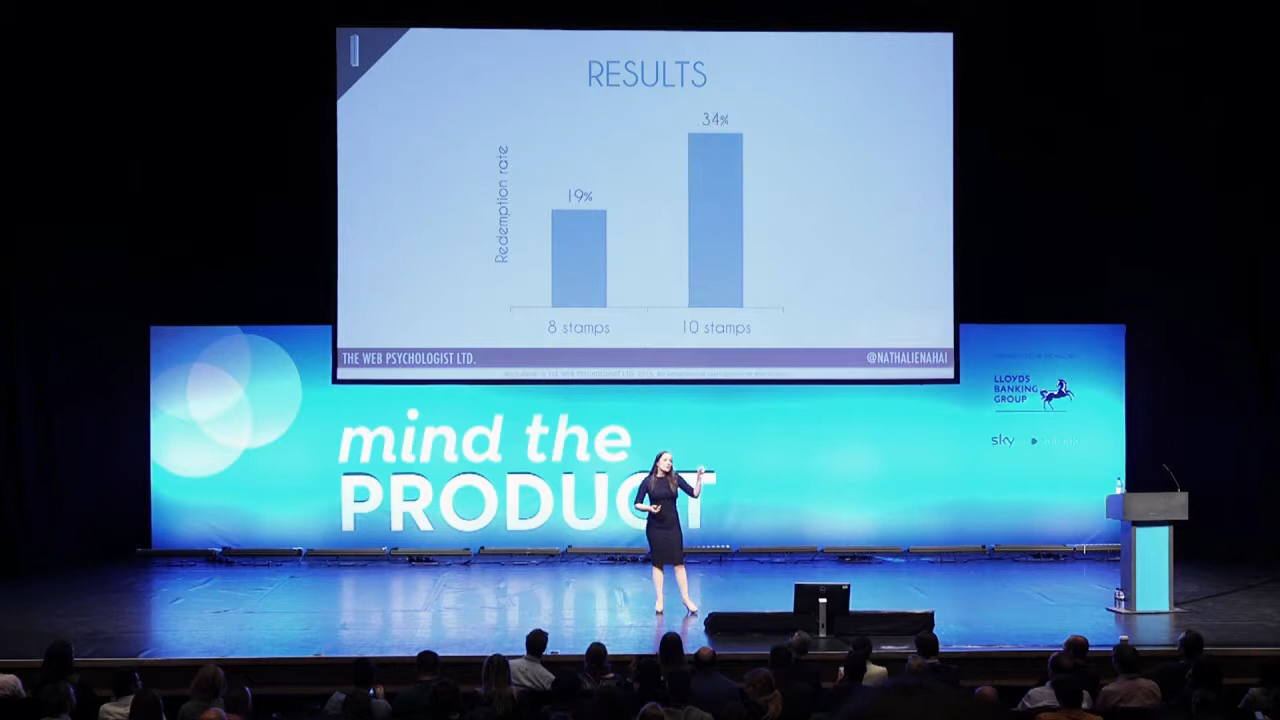 RESULTS
34%
19%
Redemption rate
8 stamps
10 stamps
THE WEB PSYCHOLOGIST LTD.
@NATHALIENAHAI
mind the
PRODUCT
LLOYDS
BANKING
GROUP
sky